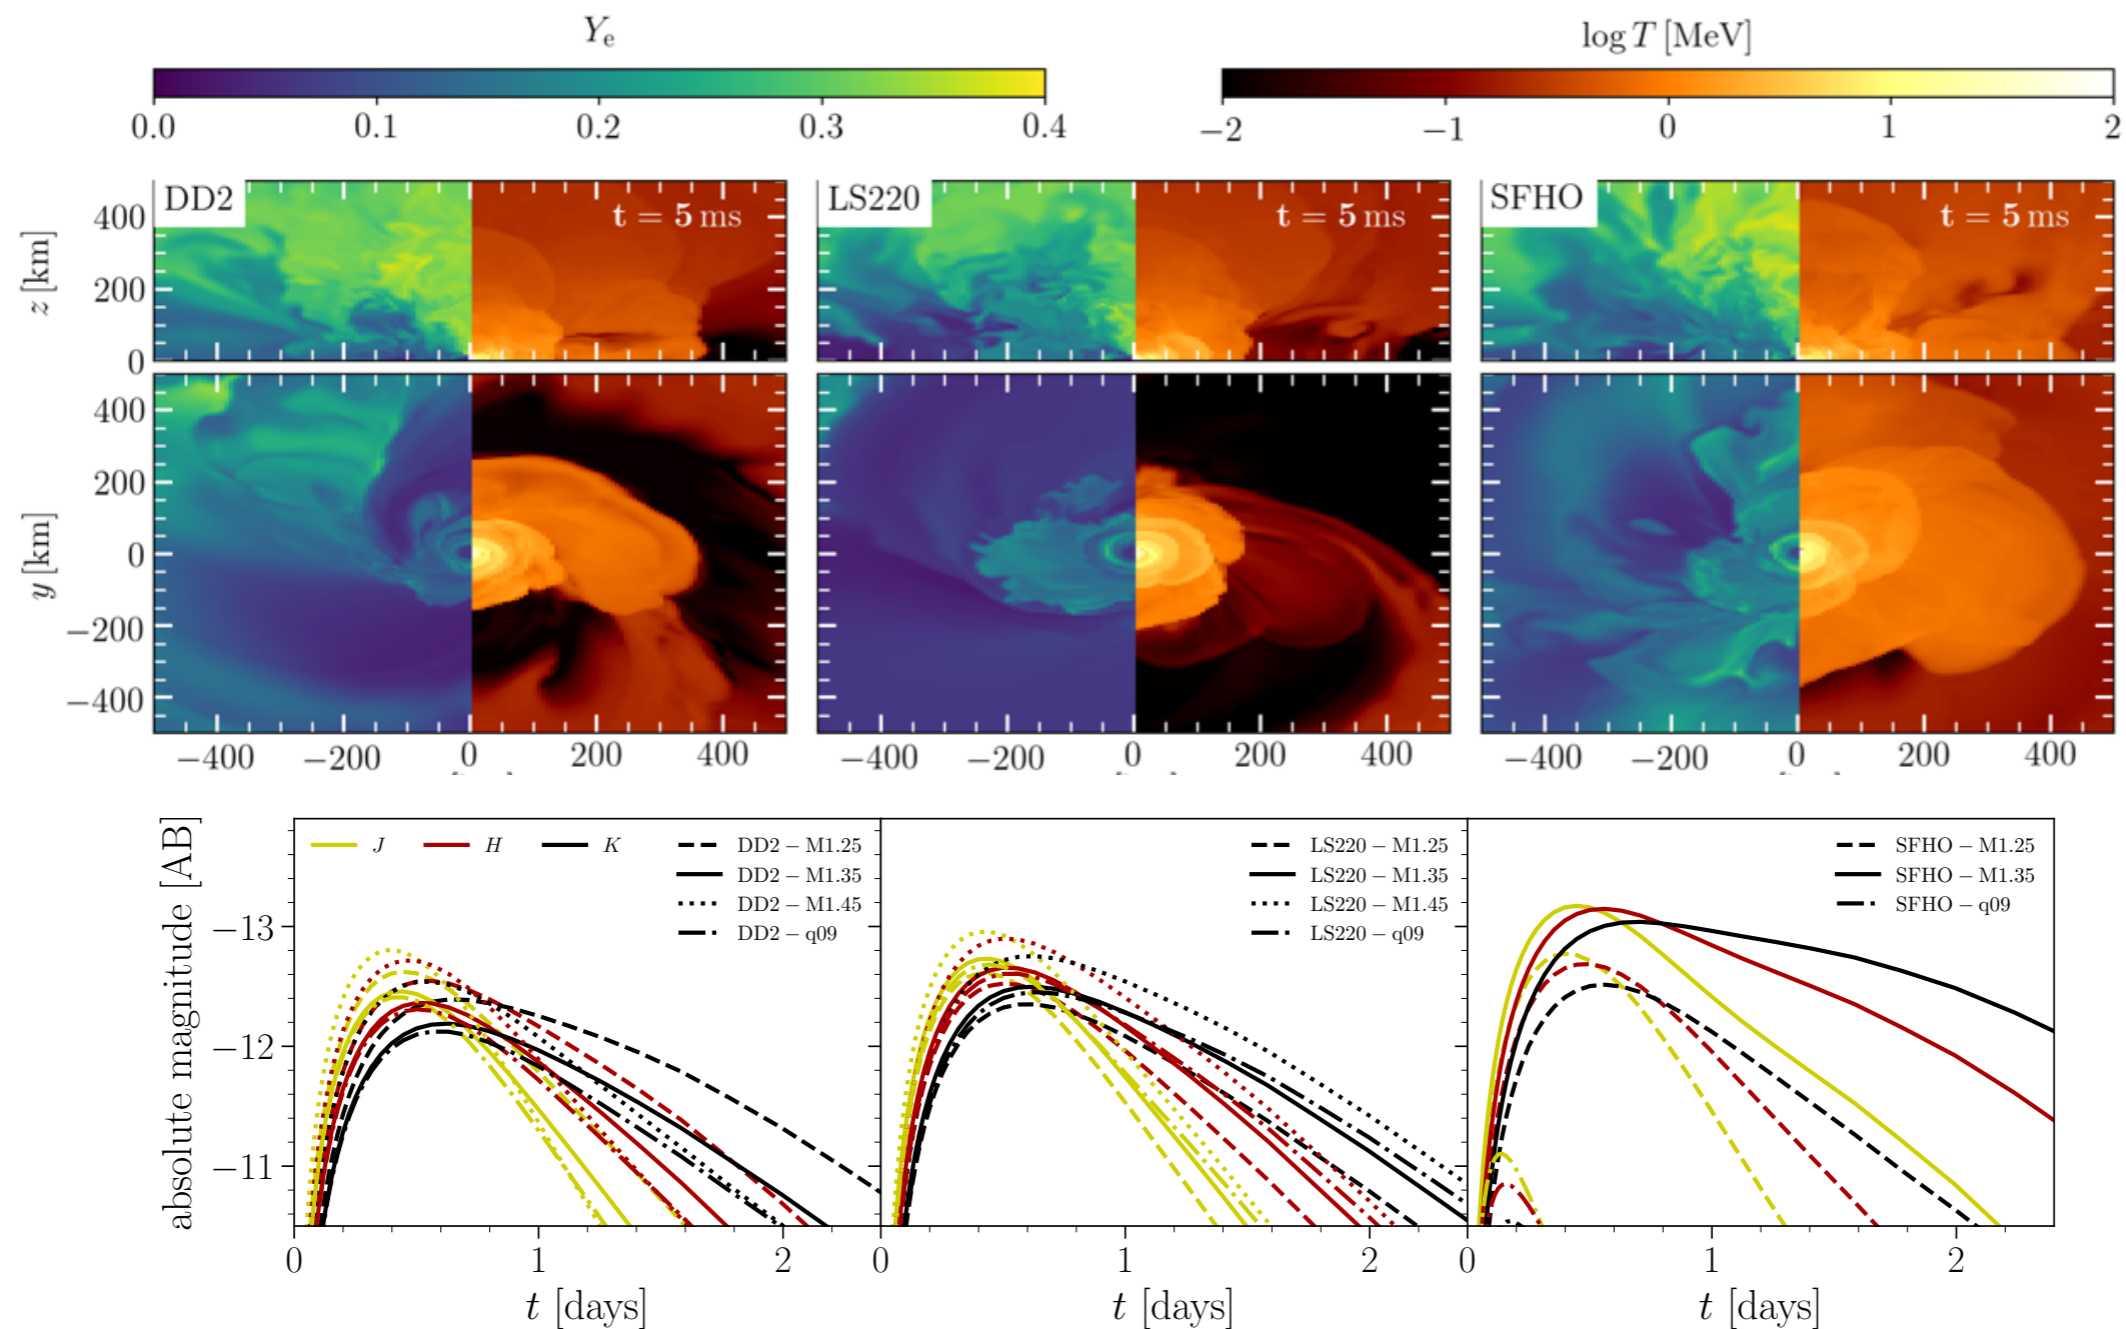 Yₑ
log T [MeV]
0.0 0.1 0.2 0.3 0.4
−2 −1 0 1 2
DD2 t = 5 ms
LS220 t = 5 ms
SFHO t = 5 ms
z [km]
400
200
0
y [km]
400
200
0
−200
−400
−400 −200 0 200 400
−400 −200 0 200 400
−400 −200 0 200 400
absolute magnitude [AB]
−13
−12
−11
J H K
DD2 − M1.25
DD2 − M1.35
DD2 − M1.45
DD2 − q09
LS220 − M1.25
LS220 − M1.35
LS220 − M1.45
LS220 − q09
SFHO − M1.25
SFHO − M1.35
SFHO − q09
0 1 2
0 1 2
0 1 2
t [days]
t [days]
t [days]